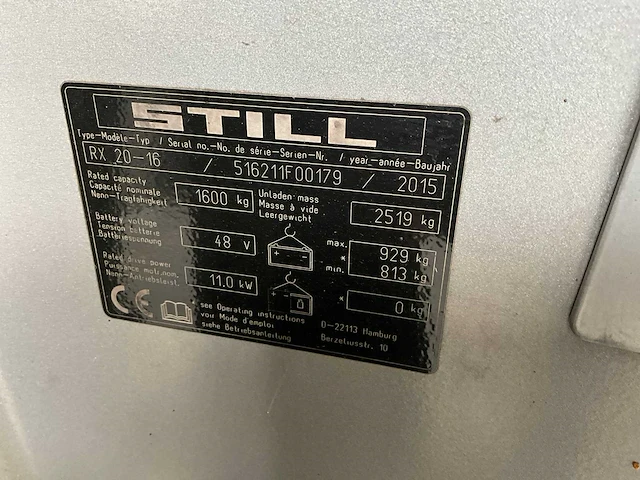 STILL
Type-Modèle-Typ / Serial no.-No. de série-Serien-Nr. / year-année-Baujahr
RX 20-16 / 516211F00179 / 2015
Rated capacity
Capacité nominale
Nenn-Tragfähigkeit
1600 kg
Unladen mass
Masse à vide
Leergewicht
2519 kg
Battery voltage
Tension batterie
Batteriespannung
48 V
max. 929 kg
* min. 813 kg
Rated drive power
Puissance mot. nom.
Nenn-Antriebsleist.
11.0 kW
* 0 kg
CE
see Operating instructions
voir Mode d'emploi
siehe Betriebsanleitung
D-22113 Hamburg
Berzeliusstr. 10